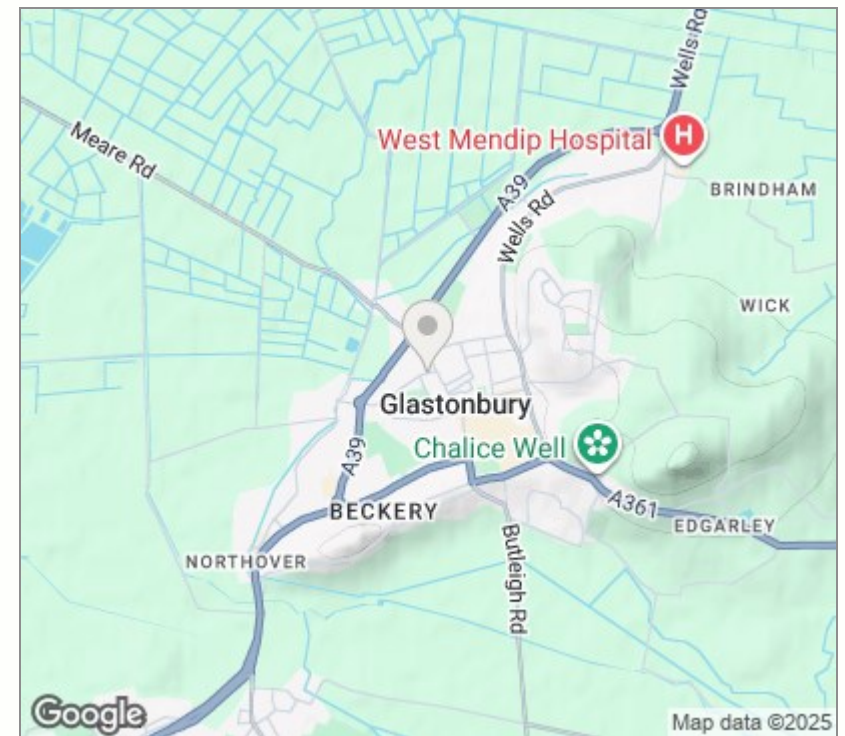 Wells Rd
Meare Rd
West Mendip Hospital
H
BRINDHAM
A39
Wells Rd
WICK
Glastonbury
Chalice Well
A39
A361
BECKERY
EDGARLEY
NORTHOVER
Butleigh Rd
Google
Map data ©2025